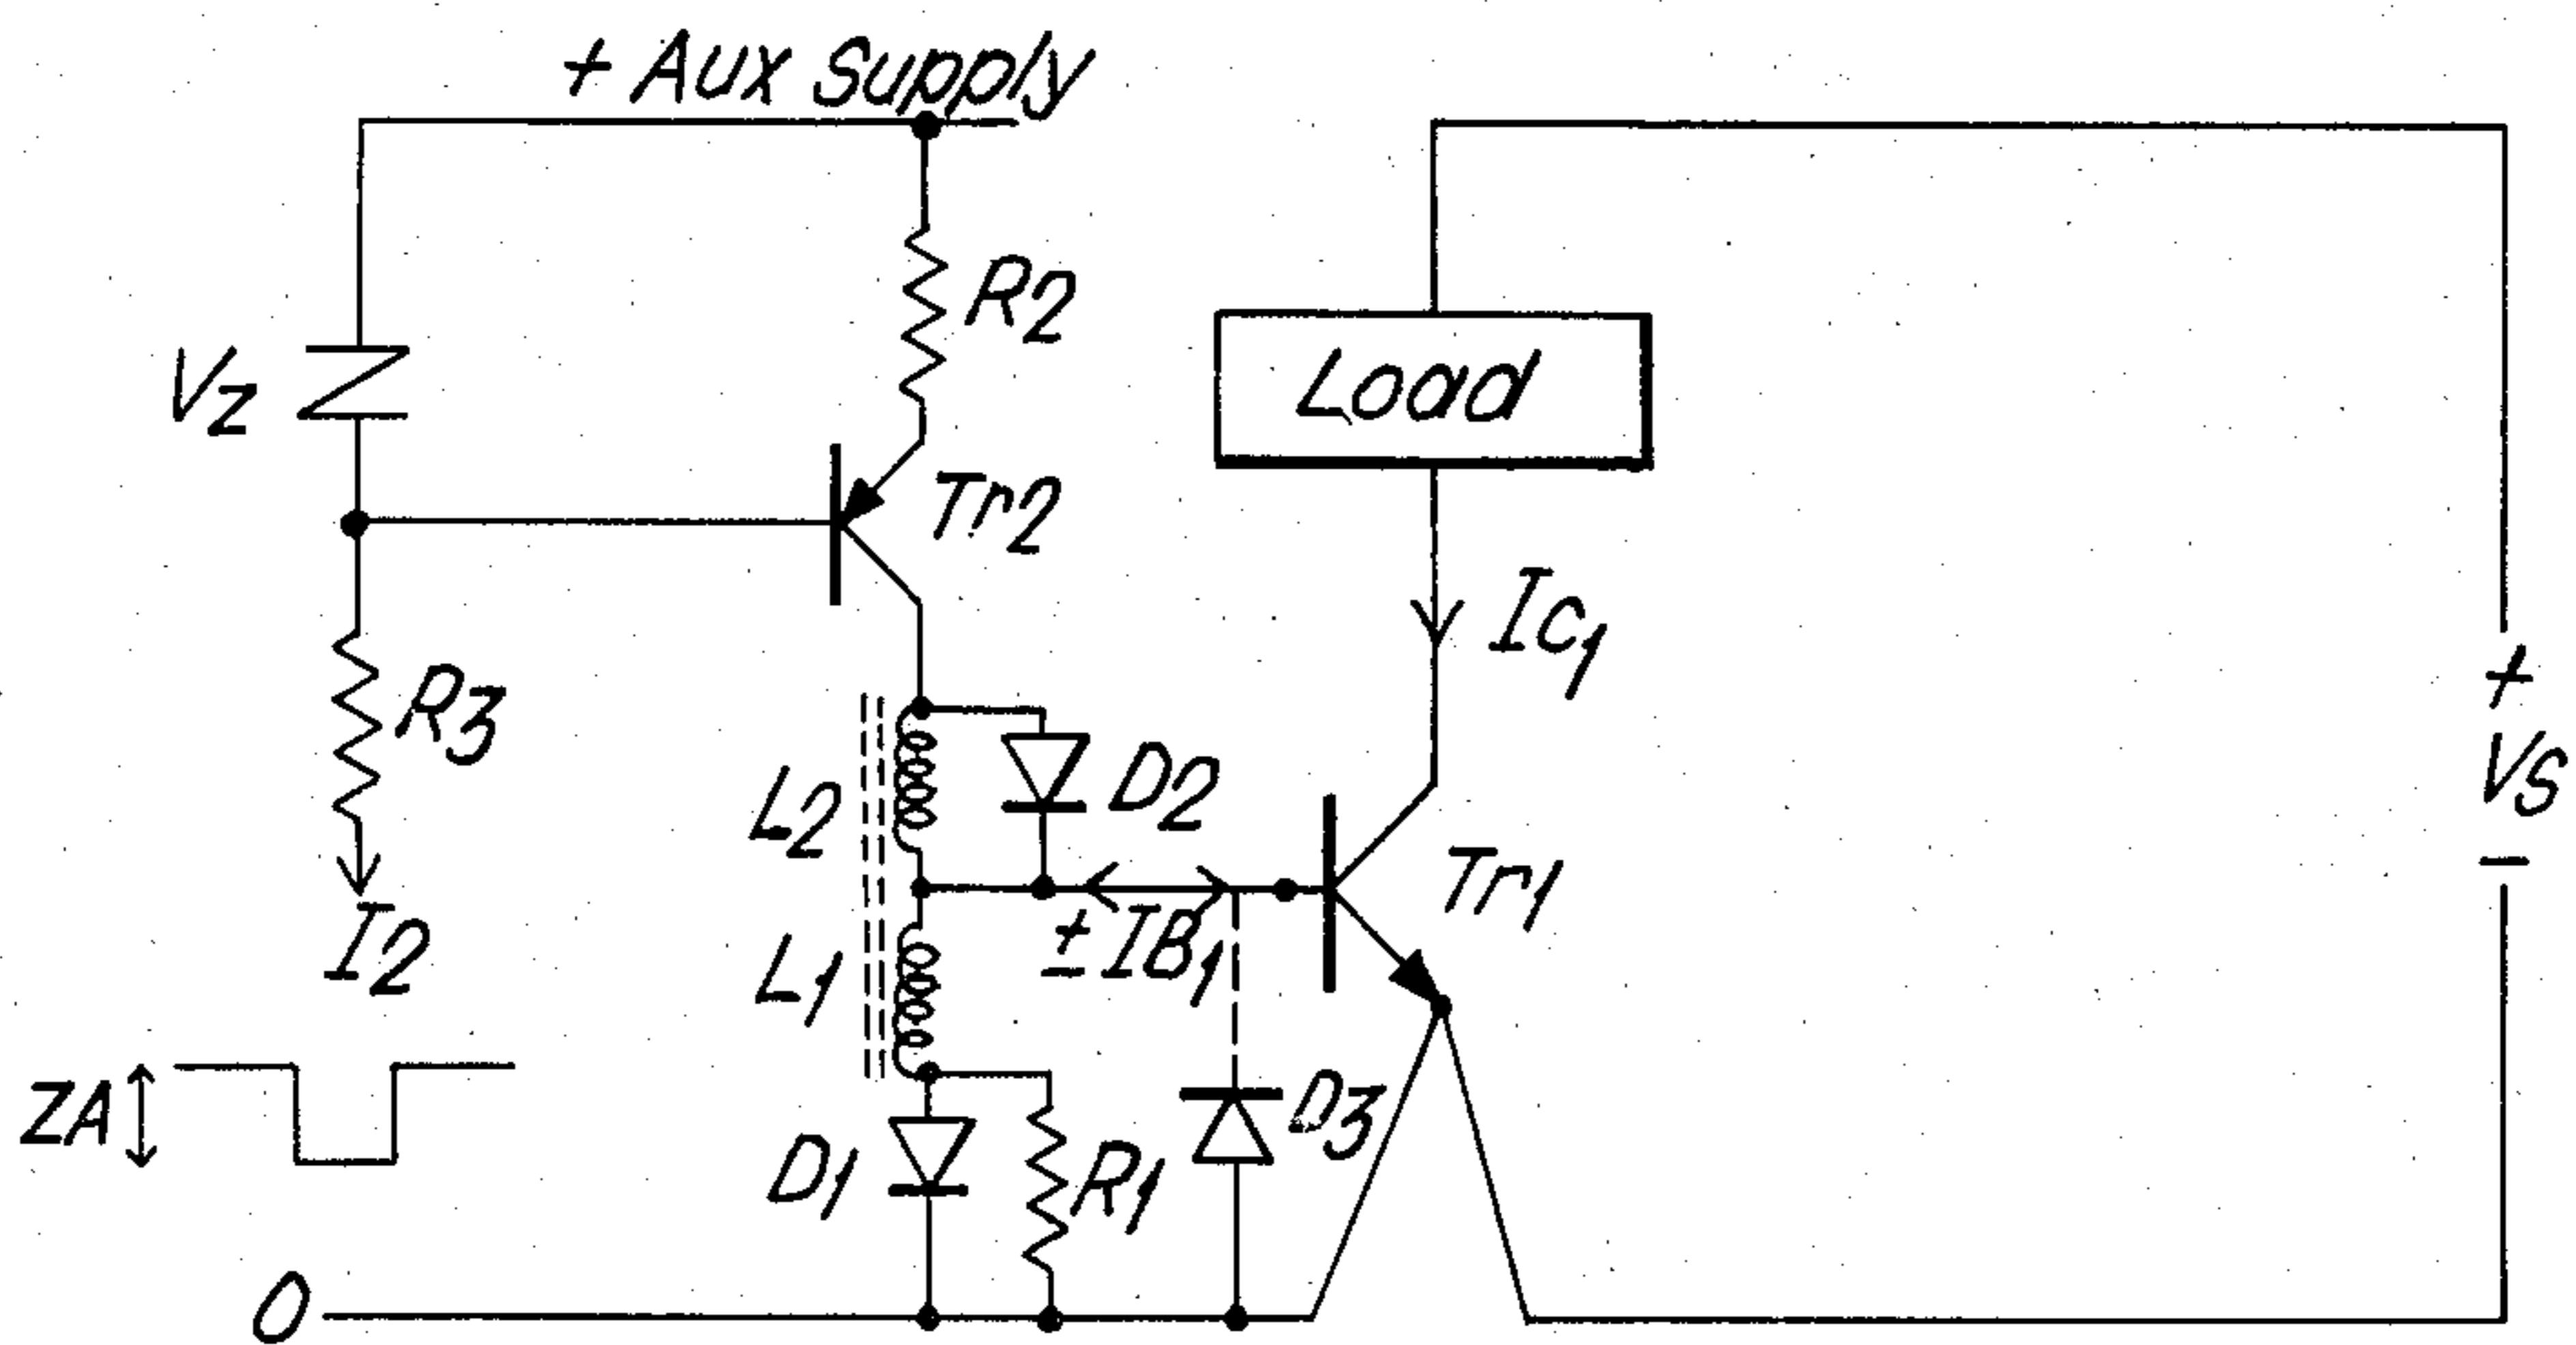 + Aux Supply
R2
Vz
Load
Tr2
Ic1
R3
+
Vs
−
L2
D2
Tr1
± IB1
I2
L1
ZA
D3
D1
R1
0